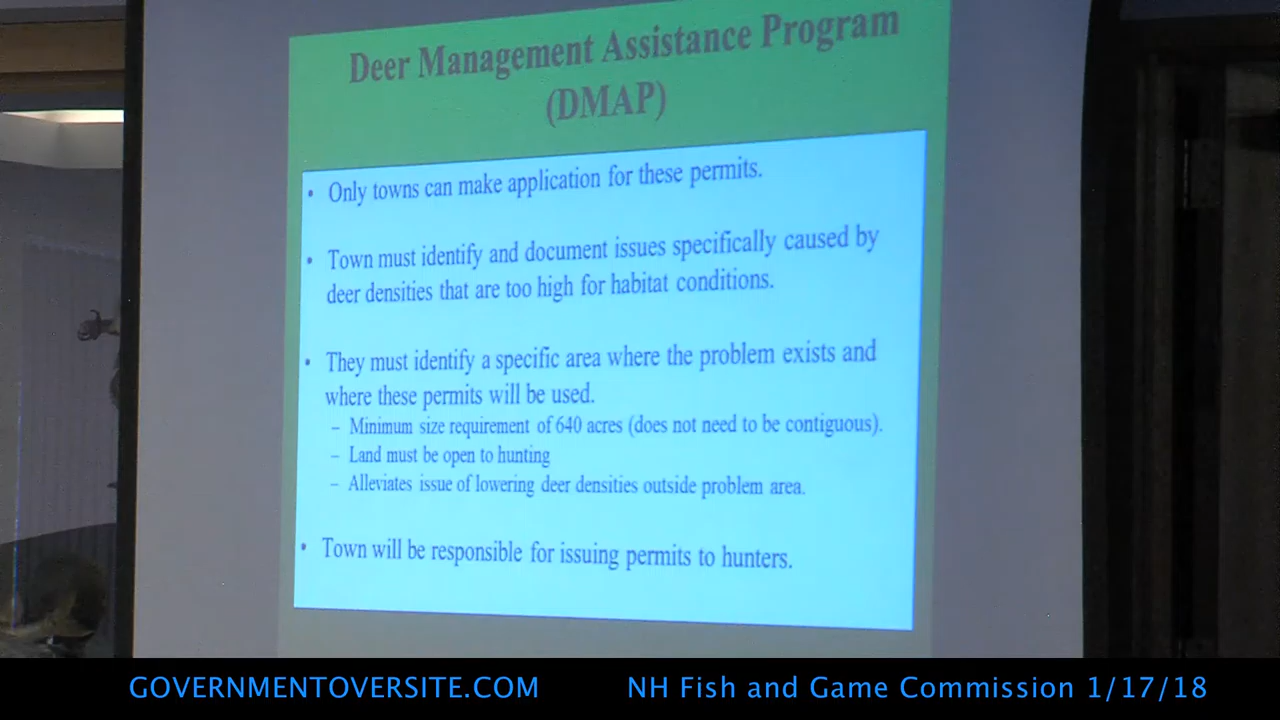 Deer Management Assistance Program
(DMAP)
• Only towns can make application for these permits.
• Town must identify and document issues specifically caused by
deer densities that are too high for habitat conditions.
• They must identify a specific area where the problem exists and
where these permits will be used.
– Minimum size requirement of 640 acres (does not need to be contiguous).
– Land must be open to hunting
– Alleviates issue of lowering deer densities outside problem area.
• Town will be responsible for issuing permits to hunters.
GOVERNMENTOVERSITE.COM NH Fish and Game Commission 1/17/18